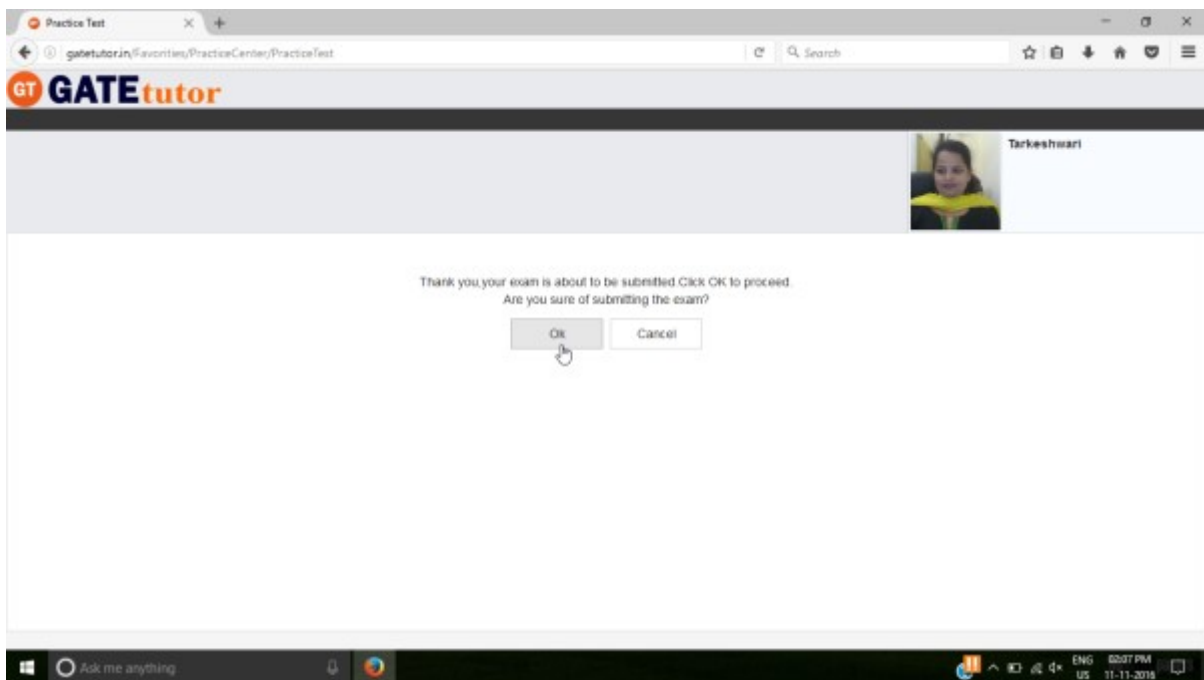 Practice Test
gatetutor.in/Favorities/PracticeCenter/PracticeTest
Search
GT GATEtutor
Tarkeshwari
Thank you,your exam is about to be submitted.Click OK to proceed.
Are you sure of submitting the exam?
Ok Cancel
Ask me anything
ENG 02:07 PM
US 11-11-2016